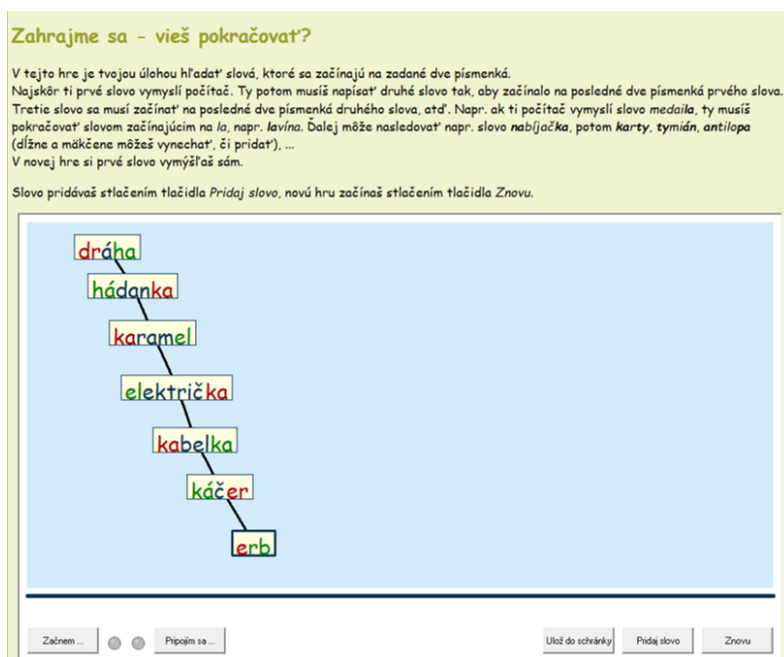 Zahrajme sa - vieš pokračovať?
V tejto hre je tvojou úlohou hľadať slová, ktoré sa začínajú na zadané dve písmenká.
Najskôr ti prvé slovo vymyslí počítač. Ty potom musíš napísať druhé slovo tak, aby začínalo na posledné dve písmenká prvého slova.
Tretie slovo sa musí začínať na posledné dve písmenká druhého slova, atď. Napr. ak ti počítač vymyslí slovo medaila, ty musíš
pokračovať slovom začínajúcim na la, napr. lavína. Ďalej môže nasledovať napr. slovo nabíjačka, potom karty, tymián, antilopa
(dĺžne a mäkčene môžeš vynechať, či pridať), ...
V novej hre si prvé slovo vymýšľaš sám.
Slovo pridávaš stlačením tlačidla Pridaj slovo, novú hru začínaš stlačením tlačidla Znovu.
dráha
hádanka
karamel
električka
kabelka
káčer
erb
Začnem ... Pripojím sa ... Ulož do schránky Pridaj slovo Znovu